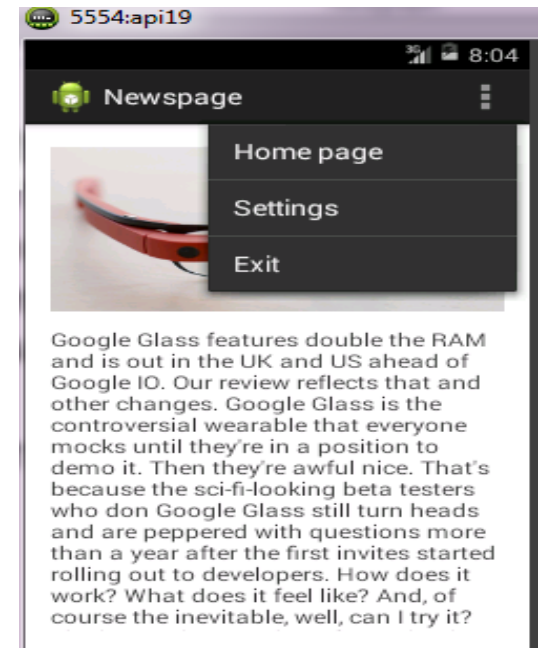 5554:api19
3G 8:04
Newspage
Home page
Settings
Exit
Google Glass features double the RAM
and is out in the UK and US ahead of
Google IO. Our review reflects that and
other changes. Google Glass is the
controversial wearable that everyone
mocks until they're in a position to
demo it. Then they're awful nice. That's
because the sci-fi-looking beta testers
who don Google Glass still turn heads
and are peppered with questions more
than a year after the first invites started
rolling out to developers. How does it
work? What does it feel like? And, of
course the inevitable, well, can I try it?